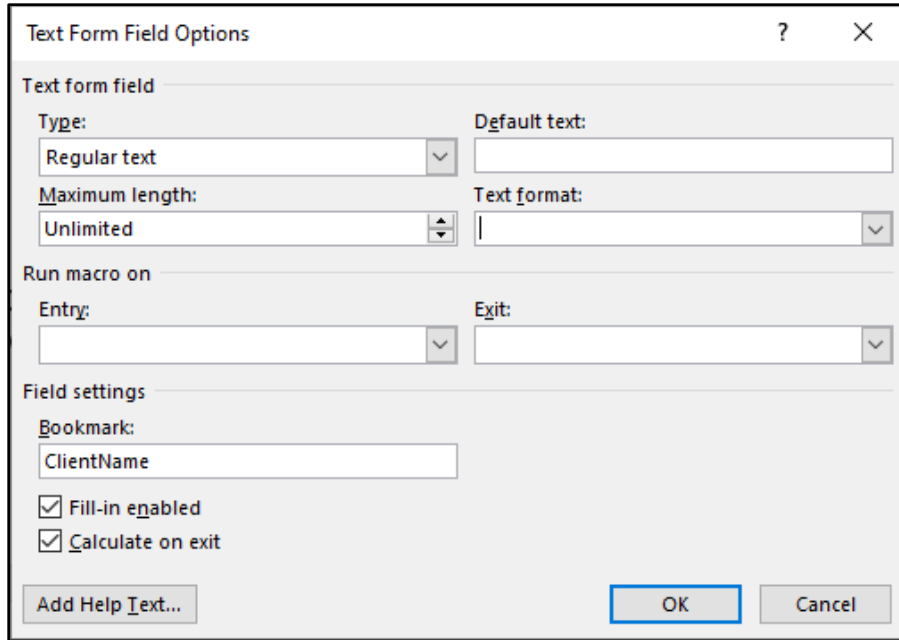 Text Form Field Options ?
Text form field
Type: Default text:
Regular text
Maximum length: Text format:
Unlimited
Run macro on
Entry: Exit:
Field settings
Bookmark:
ClientName
Fill-in enabled
Calculate on exit
Add Help Text... OK Cancel